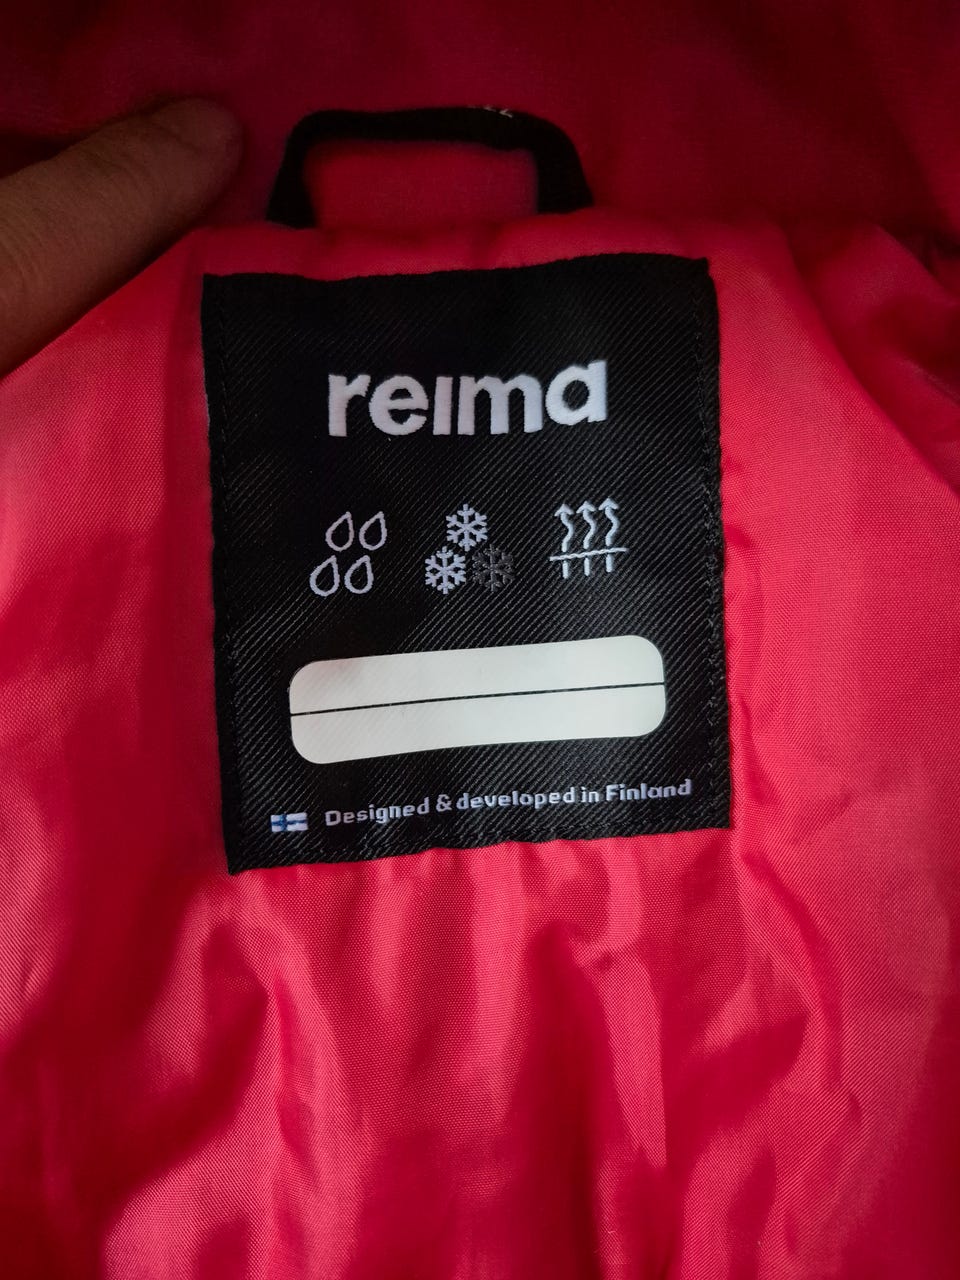 reima
Designed & developed in Finland